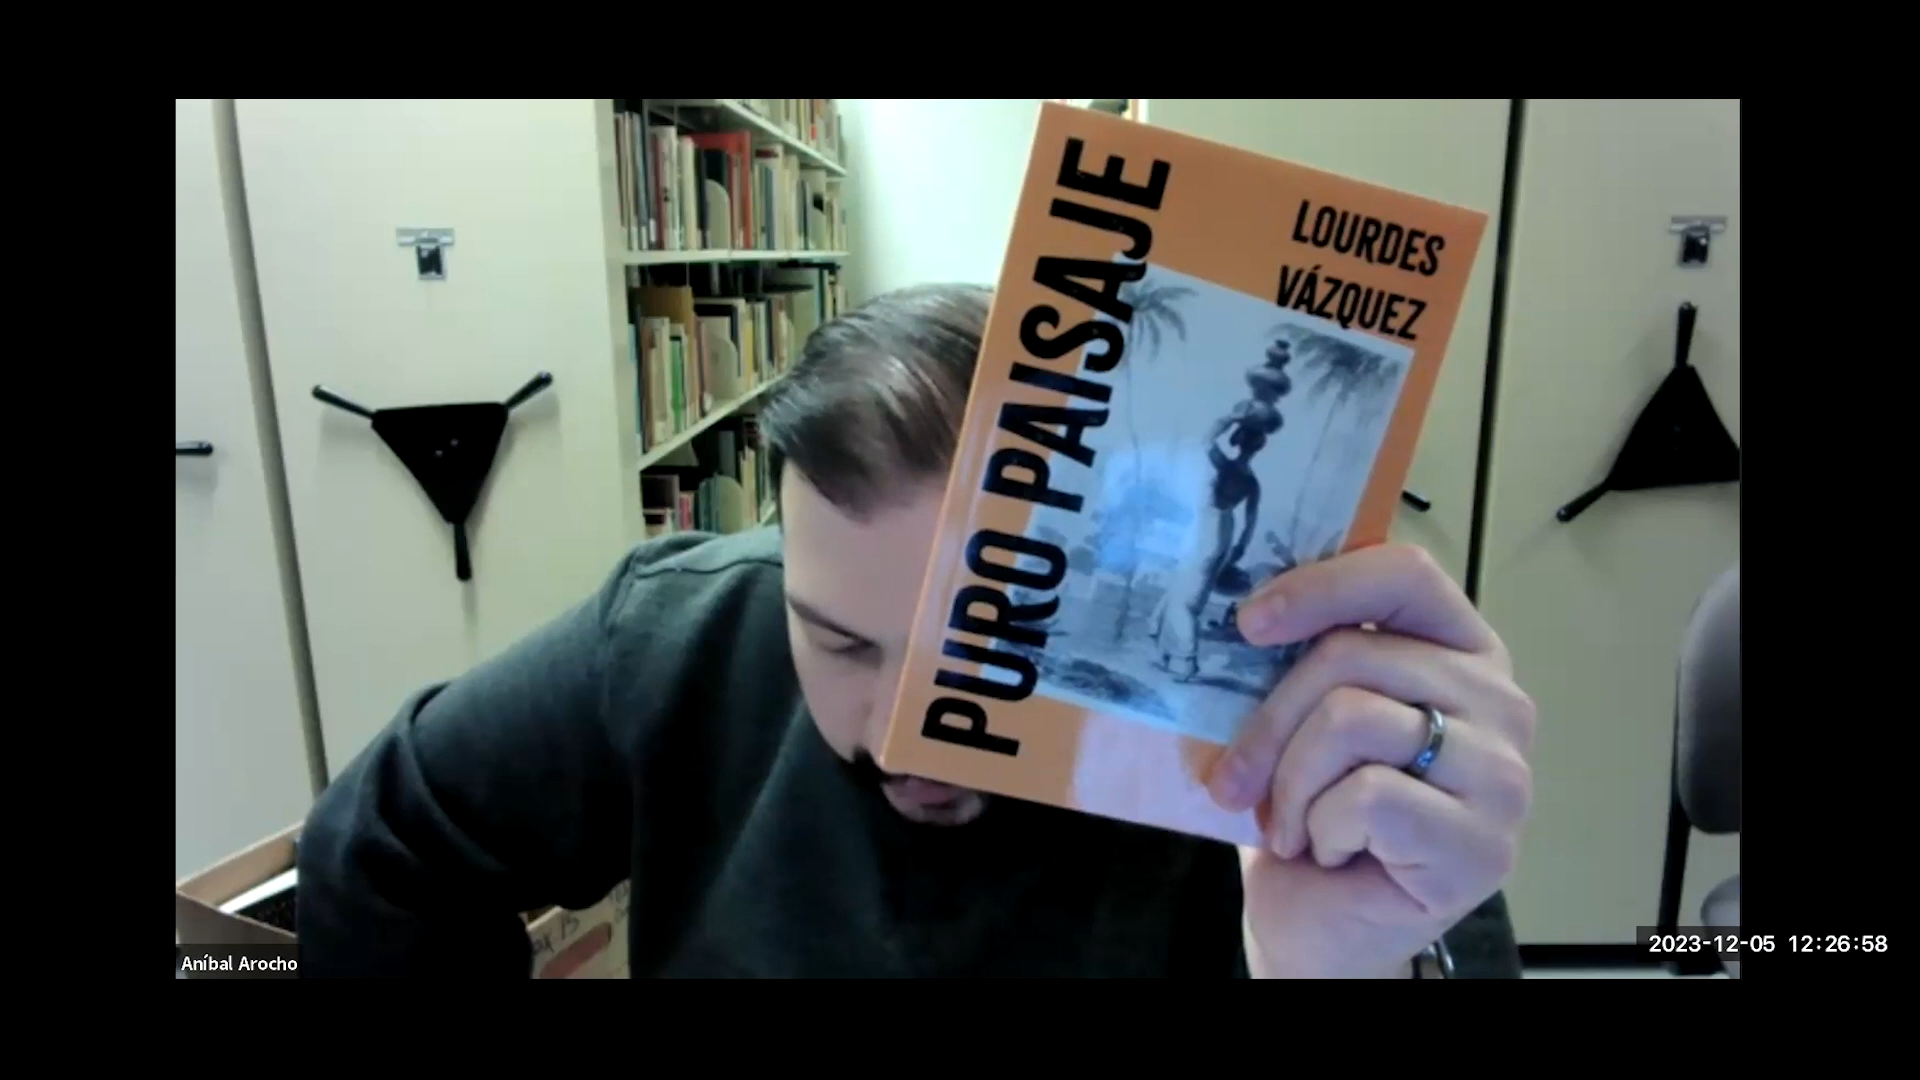 PURO PAISAJE
LOURDES
VÁZQUEZ
Aníbal Arocho
2023-12-05 12:26:58